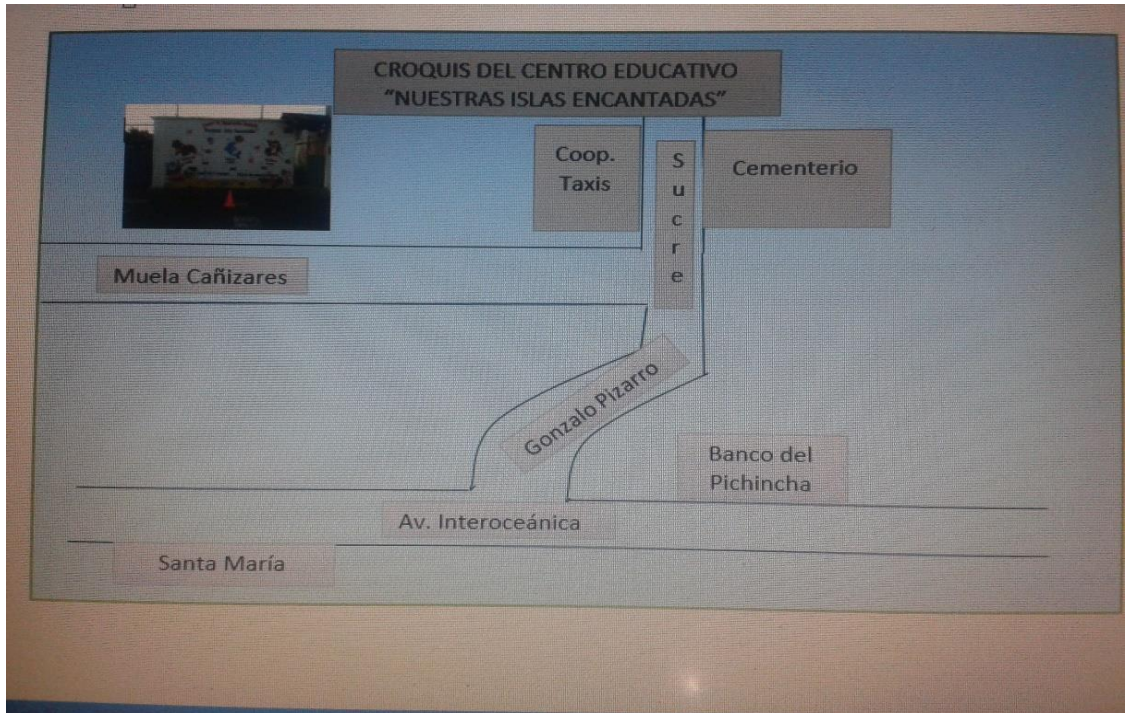 CROQUIS DEL CENTRO EDUCATIVO
"NUESTRAS ISLAS ENCANTADAS"
Coop.
Taxis
Sucre
Cementerio
Muela Cañizares
Gonzalo Pizarro
Banco del
Pichincha
Av. Interoceánica
Santa María